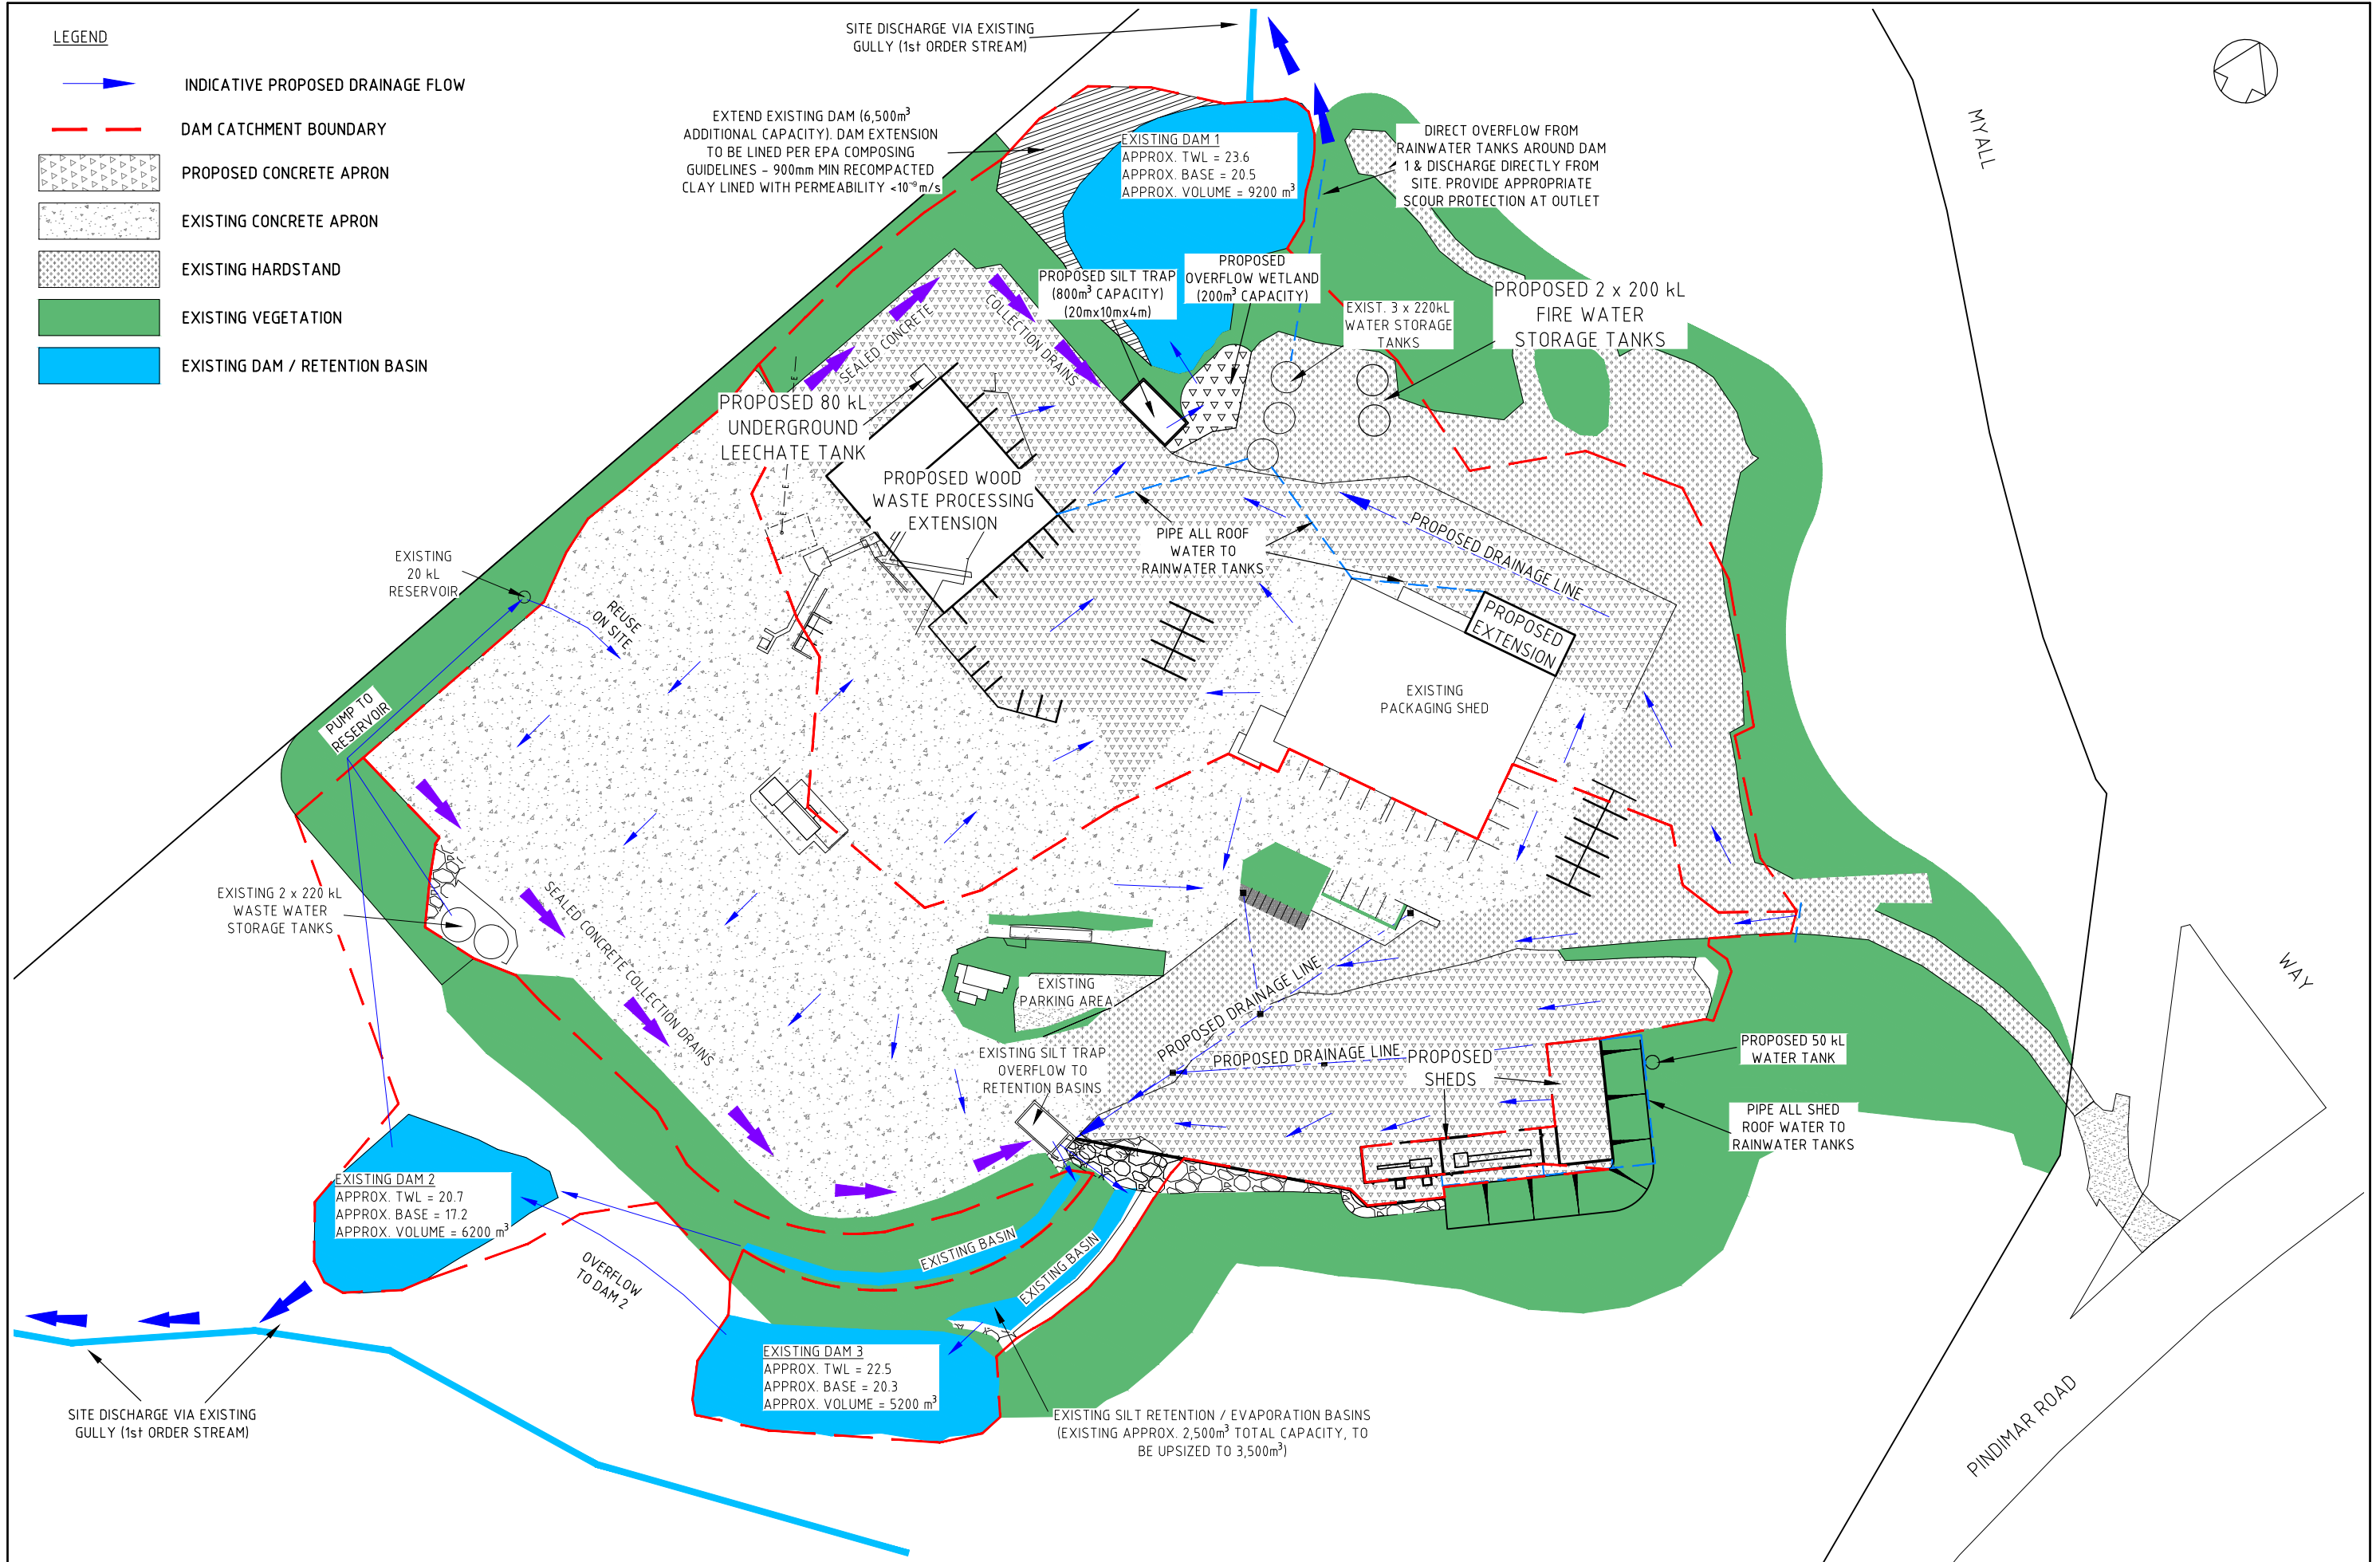 LEGEND
INDICATIVE PROPOSED DRAINAGE FLOW
DAM CATCHMENT BOUNDARY
PROPOSED CONCRETE APRON
EXISTING CONCRETE APRON
EXISTING HARDSTAND
EXISTING VEGETATION
EXISTING DAM / RETENTION BASIN
SITE DISCHARGE VIA EXISTING
GULLY (1st ORDER STREAM)
EXTEND EXISTING DAM (6,500m³
ADDITIONAL CAPACITY). DAM EXTENSION
TO BE LINED PER EPA COMPOSING
GUIDELINES - 900mm MIN RECOMPACTED
CLAY LINED WITH PERMEABILITY <10⁻⁹m/s
EXISTING DAM 1
APPROX. TWL = 23.6
APPROX. BASE = 20.5
APPROX. VOLUME = 9200 m³
DIRECT OVERFLOW FROM
RAINWATER TANKS AROUND DAM
1 & DISCHARGE DIRECTLY FROM
SITE. PROVIDE APPROPRIATE
SCOUR PROTECTION AT OUTLET
MYALL
PROPOSED SILT TRAP
(800m³ CAPACITY)
(20mx10mx4m)
PROPOSED
OVERFLOW WETLAND
(200m³ CAPACITY)
EXIST. 3 x 220kL
WATER STORAGE
TANKS
PROPOSED 2 x 200 kL
FIRE WATER
STORAGE TANKS
SEALED CONCRETE
COLLECTION DRAINS
PROPOSED 80 kL
UNDERGROUND
LEECHATE TANK
E
E
E
E
PROPOSED WOOD
WASTE PROCESSING
EXTENSION
PIPE ALL ROOF
WATER TO
RAINWATER TANKS
PROPOSED DRAINAGE LINE
EXISTING
20 kL
RESERVOIR
REUSE
ON SITE
PROPOSED
EXTENSION
EXISTING
PACKAGING SHED
PUMP TO
RESERVOIR
EXISTING 2 x 220 kL
WASTE WATER
STORAGE TANKS
SEALED CONCRETE COLLECTION DRAINS
EXISTING
PARKING AREA
PROPOSED DRAINAGE LINE
EXISTING SILT TRAP
OVERFLOW TO
RETENTION BASINS
PROPOSED DRAINAGE LINE
PROPOSED
SHEDS
PROPOSED 50 kL
WATER TANK
PIPE ALL SHED
ROOF WATER TO
RAINWATER TANKS
WAY
EXISTING DAM 2
APPROX. TWL = 20.7
APPROX. BASE = 17.2
APPROX. VOLUME = 6200 m³
OVERFLOW
TO DAM 2
EXISTING BASIN
EXISTING BASIN
EXISTING DAM 3
APPROX. TWL = 22.5
APPROX. BASE = 20.3
APPROX. VOLUME = 5200 m³
SITE DISCHARGE VIA EXISTING
GULLY (1st ORDER STREAM)
EXISTING SILT RETENTION / EVAPORATION BASINS
(EXISTING APPROX. 2,500m³ TOTAL CAPACITY, TO
BE UPSIZED TO 3,500m³)
PINDIMAR ROAD